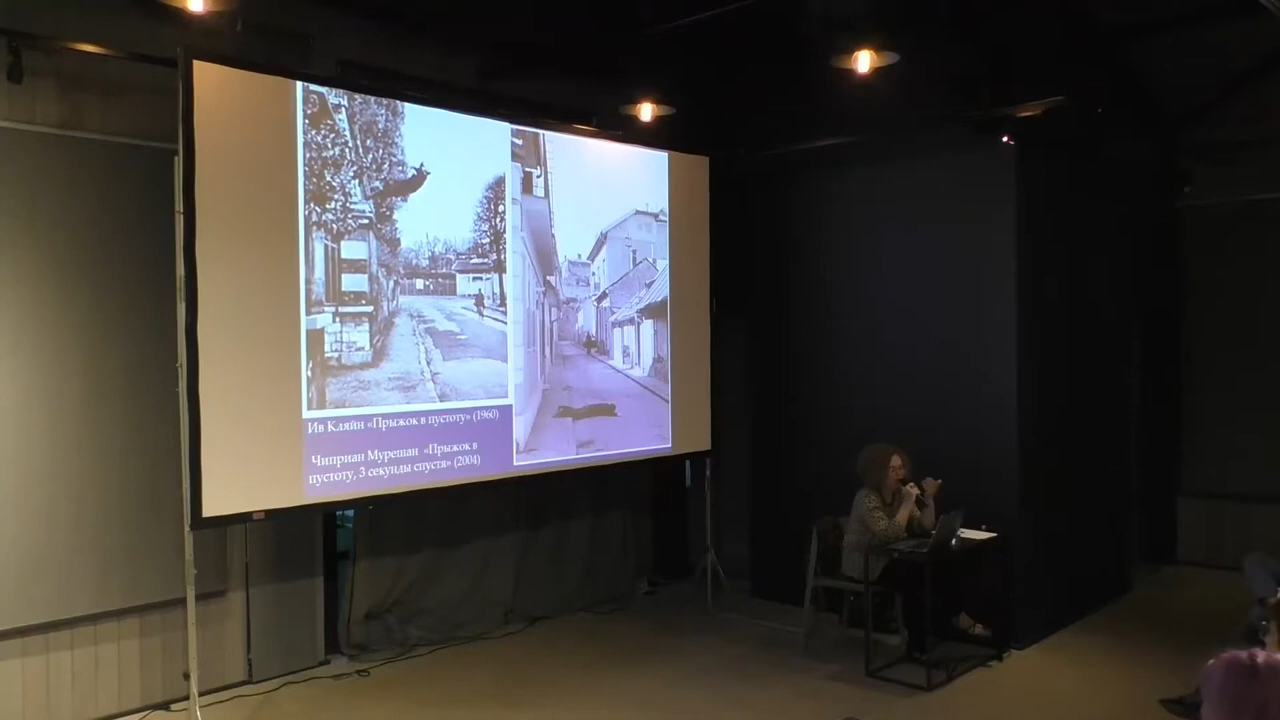 Ив Кляйн «Прыжок в пустоту» (1960)
Чиприан Мурешан «Прыжок в
пустоту, 3 секунды спустя» (2004)